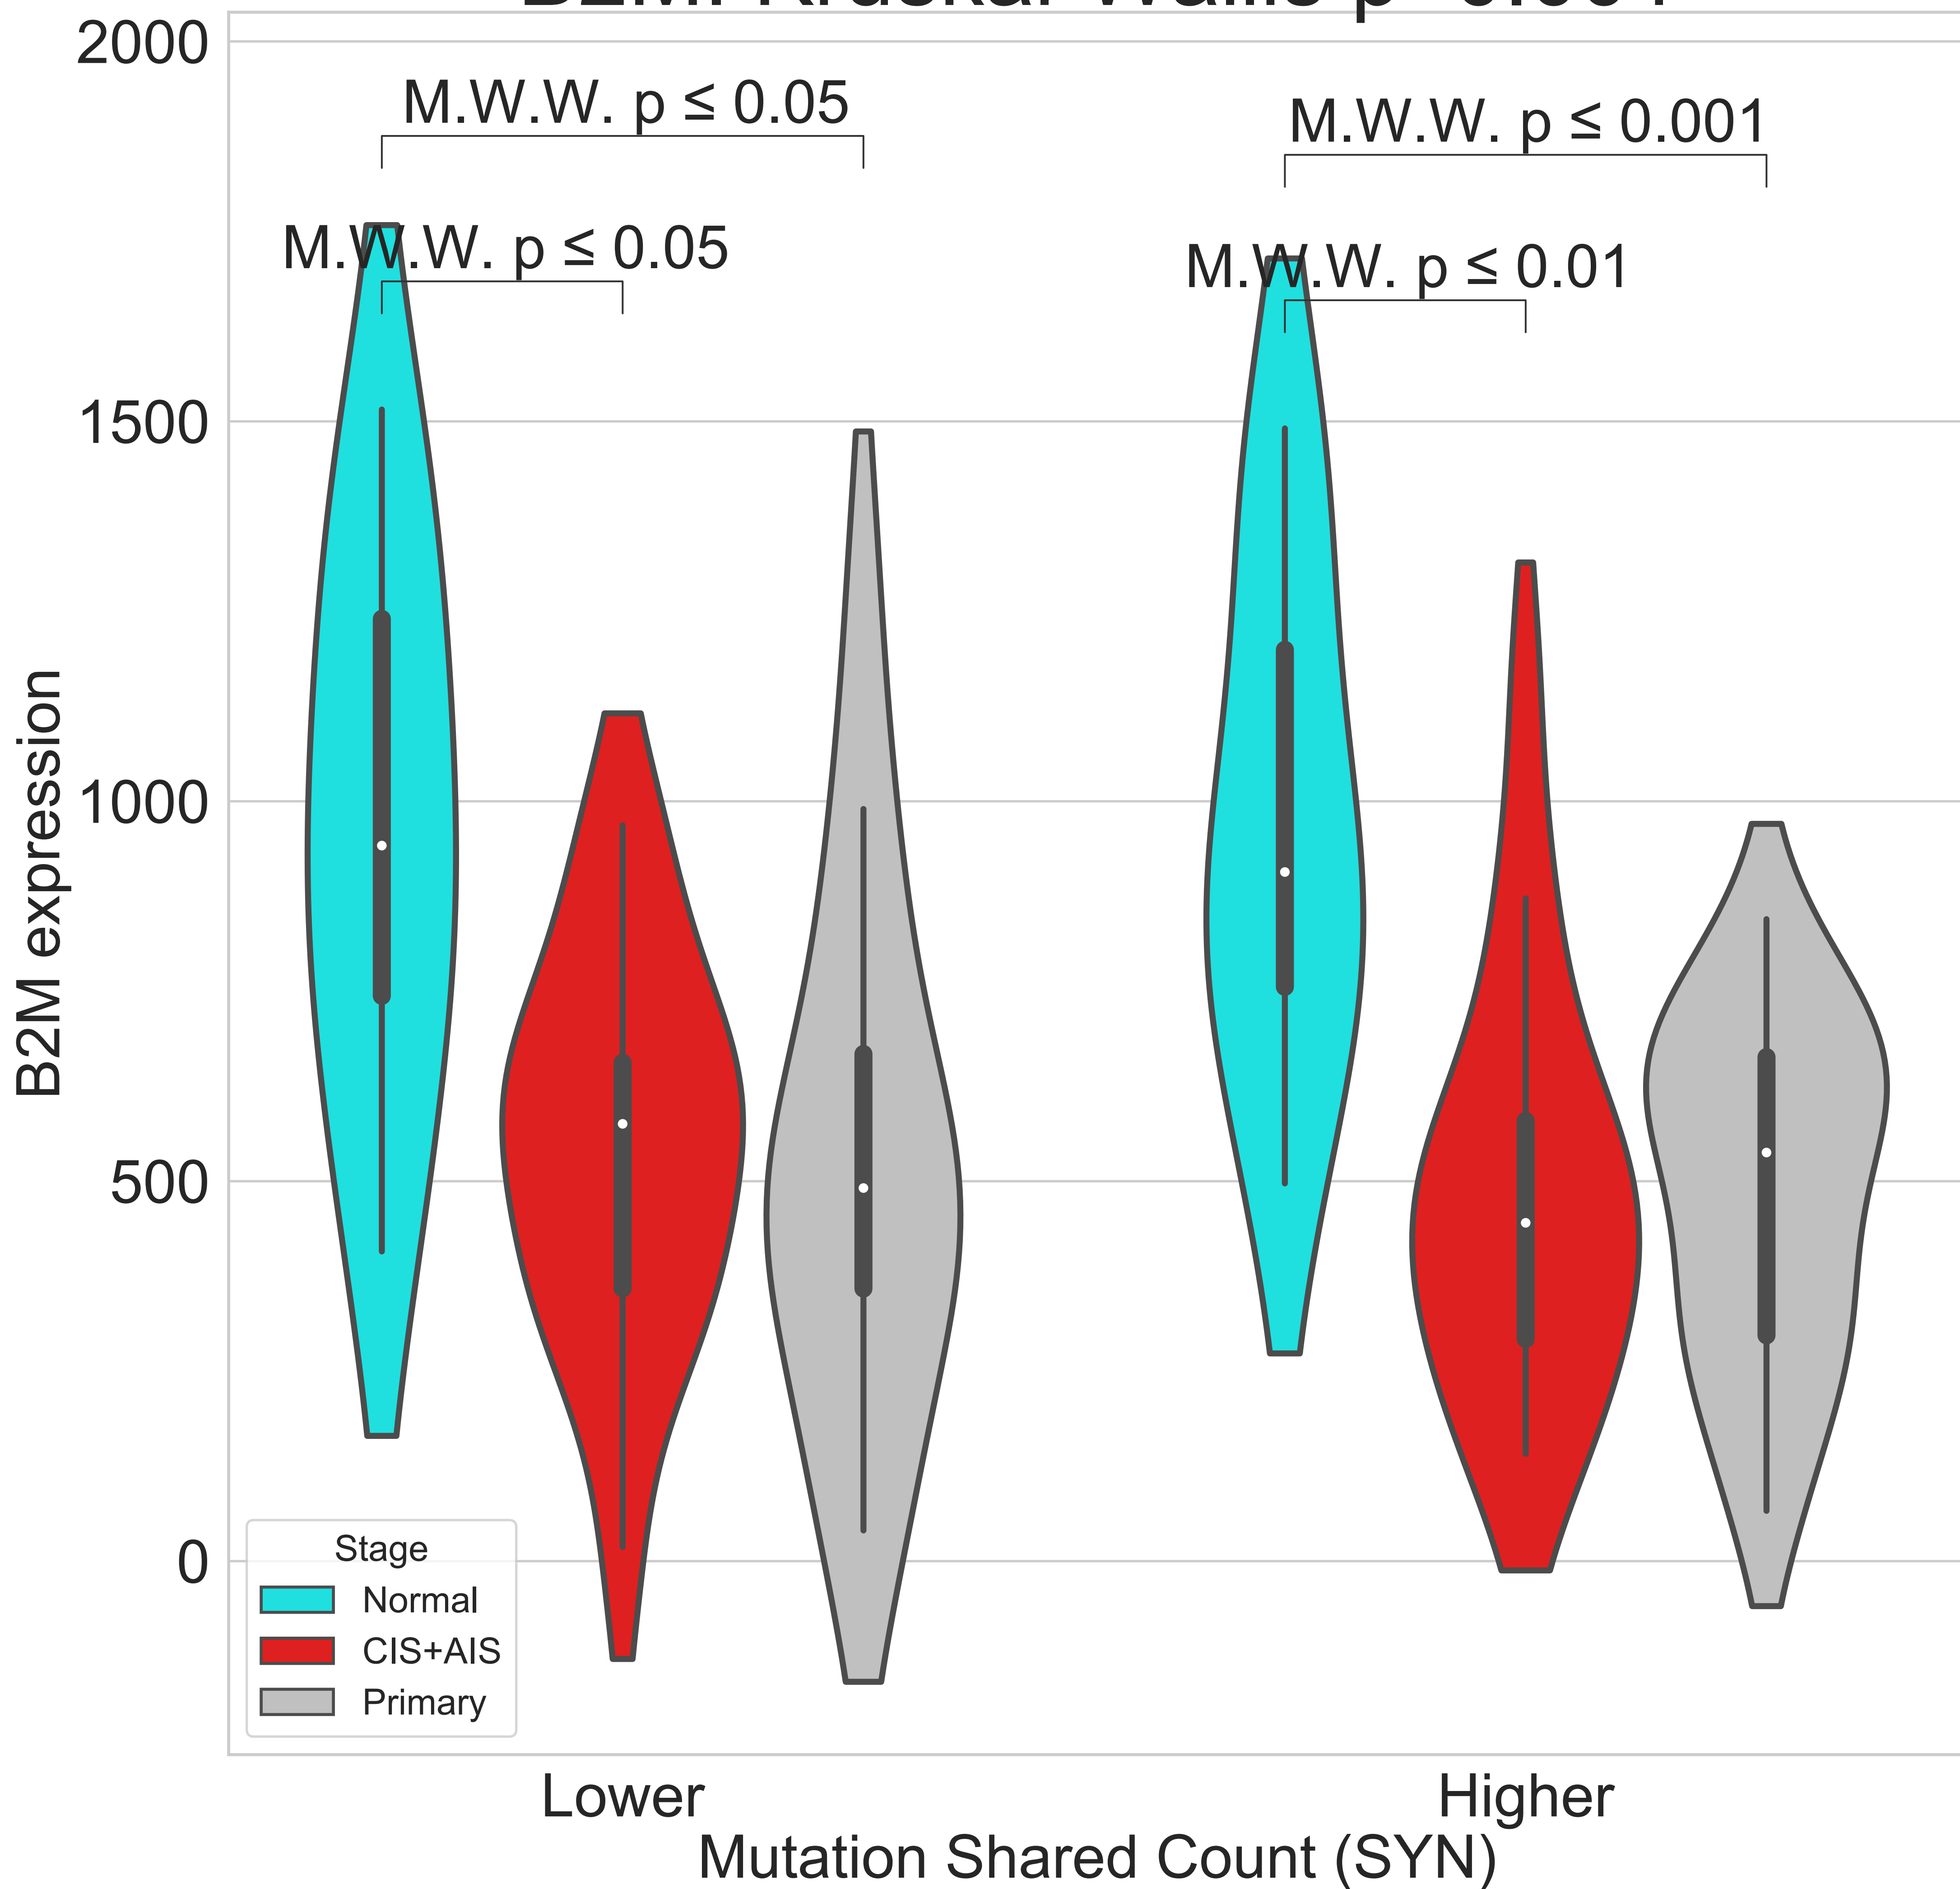 2000
M.W.W. p ≤ 0.05
M.W.W. p ≤ 0.001
M.W.W. p ≤ 0.05
M.W.W. p ≤ 0.01
1500
1000
500
0
B2M expression
Stage
Normal
CIS+AIS
Primary
Lower
Higher
Mutation Shared Count (SYN)